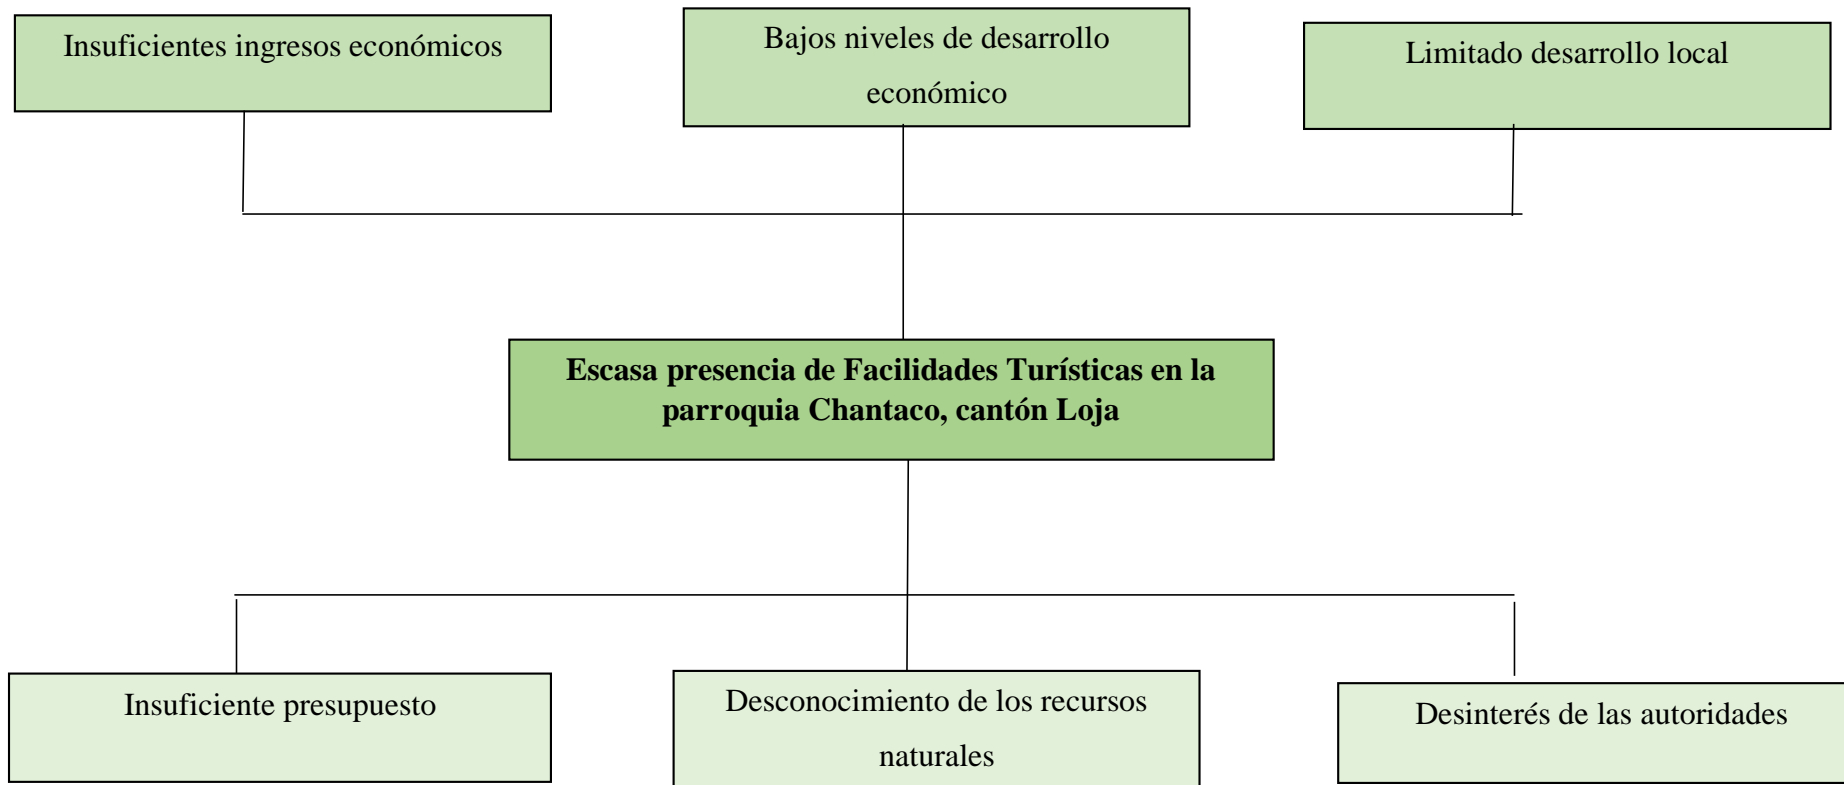 Insuficientes ingresos económicos
Bajos niveles de desarrollo
económico
Limitado desarrollo local
Escasa presencia de Facilidades Turísticas en la
parroquia Chantaco, cantón Loja
Insuficiente presupuesto
Desconocimiento de los recursos
naturales
Desinterés de las autoridades